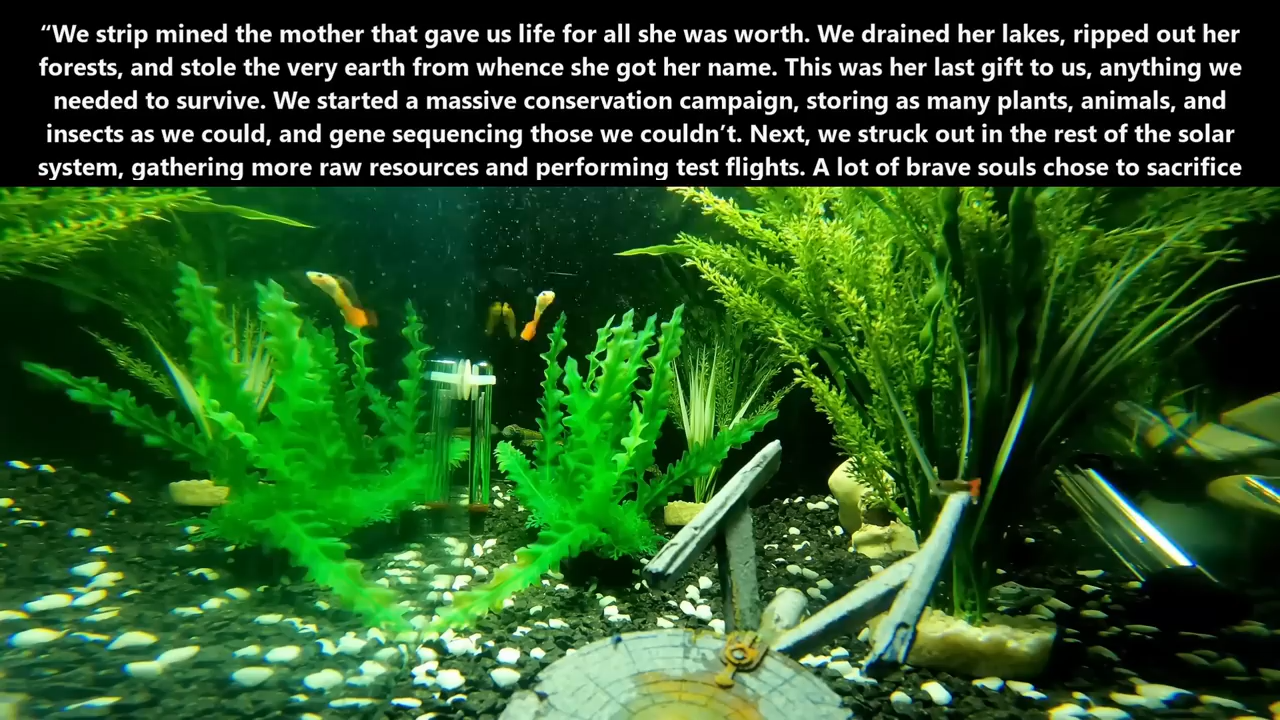 “We strip mined the mother that gave us life for all she was worth. We drained her lakes, ripped out her
forests, and stole the very earth from whence she got her name. This was her last gift to us, anything we
needed to survive. We started a massive conservation campaign, storing as many plants, animals, and
insects as we could, and gene sequencing those we couldn’t. Next, we struck out in the rest of the solar
system, gathering more raw resources and performing test flights. A lot of brave souls chose to sacrifice